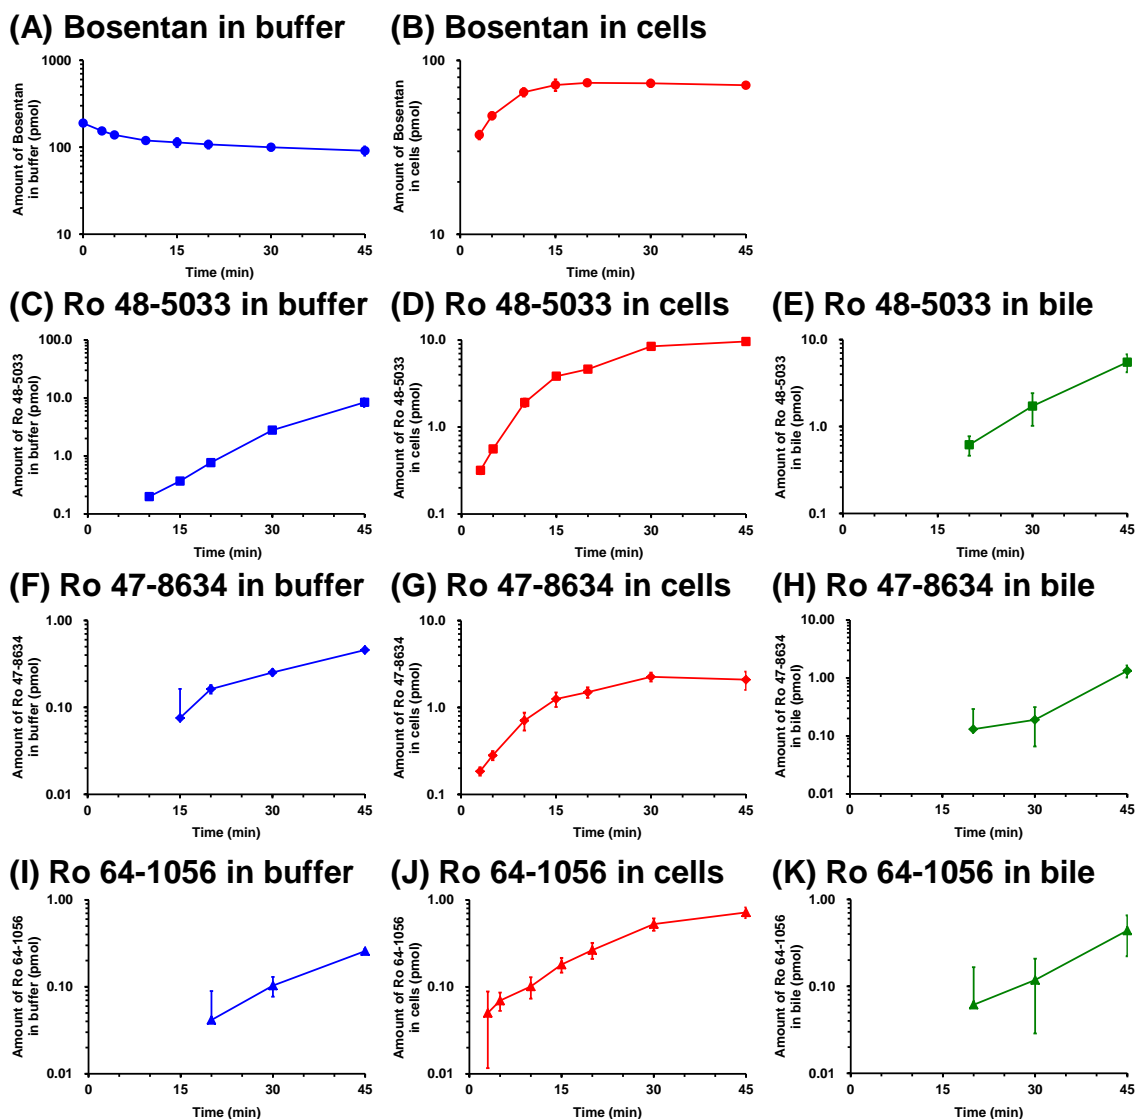 (A) Bosentan in buffer
Amount of Bosentan
in buffer (pmol)
1000
100
10
0 15 30 45
Time (min)
(B) Bosentan in cells
Amount of Bosentan
in cells (pmol)
100
10
0 15 30 45
Time (min)
(C) Ro 48-5033 in buffer
Amount of Ro 48-5033
in buffer (pmol)
100.0
10.0
1.0
0.1
0 15 30 45
Time (min)
(D) Ro 48-5033 in cells
Amount of Ro 48-5033
in cells (pmol)
10.0
1.0
0.1
0 15 30 45
Time (min)
(E) Ro 48-5033 in bile
Amount of Ro 48-5033
in bile (pmol)
10.0
1.0
0.1
0 15 30 45
Time (min)
(F) Ro 47-8634 in buffer
Amount of Ro 47-8634
in buffer (pmol)
1.00
0.10
0.01
0 15 30 45
Time (min)
(G) Ro 47-8634 in cells
Amount of Ro 47-8634
in cells (pmol)
10.0
1.0
0.1
0 15 30 45
Time (min)
(H) Ro 47-8634 in bile
Amount of Ro 47-8634
in bile (pmol)
10.00
1.00
0.10
0.01
0 15 30 45
Time (min)
(I) Ro 64-1056 in buffer
Amount of Ro 64-1056
in buffer (pmol)
1.00
0.10
0.01
0 15 30 45
Time (min)
(J) Ro 64-1056 in cells
Amount of Ro 64-1056
in cells (pmol)
1.00
0.10
0.01
0 15 30 45
Time (min)
(K) Ro 64-1056 in bile
Amount of Ro 64-1056
in bile (pmol)
1.00
0.10
0.01
0 15 30 45
Time (min)